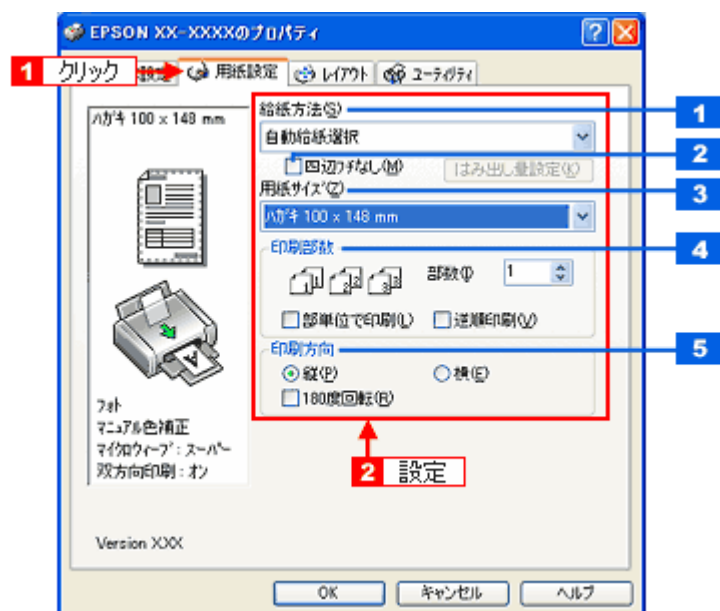 EPSON XX-XXXXのプロパティ
1 クリック
設定 用紙設定 レイアウト ユーティリティ
ハガキ 100 x 148 mm
フォト
マニュアル色補正
マイクロウィーブ : スーパー
双方向印刷 : オン
Version XXX
給紙方法(S)
1
自動給紙選択
2
四辺フチなし(M) はみ出し量設定(K)
用紙サイズ(Z)
3
ハガキ 100 x 148 mm
印刷部数
4
部数(I) 1
部単位で印刷(L) 逆順印刷(V)
印刷方向
5
縦(P) 横(E)
180度回転(R)
2 設定
OK キャンセル ヘルプ